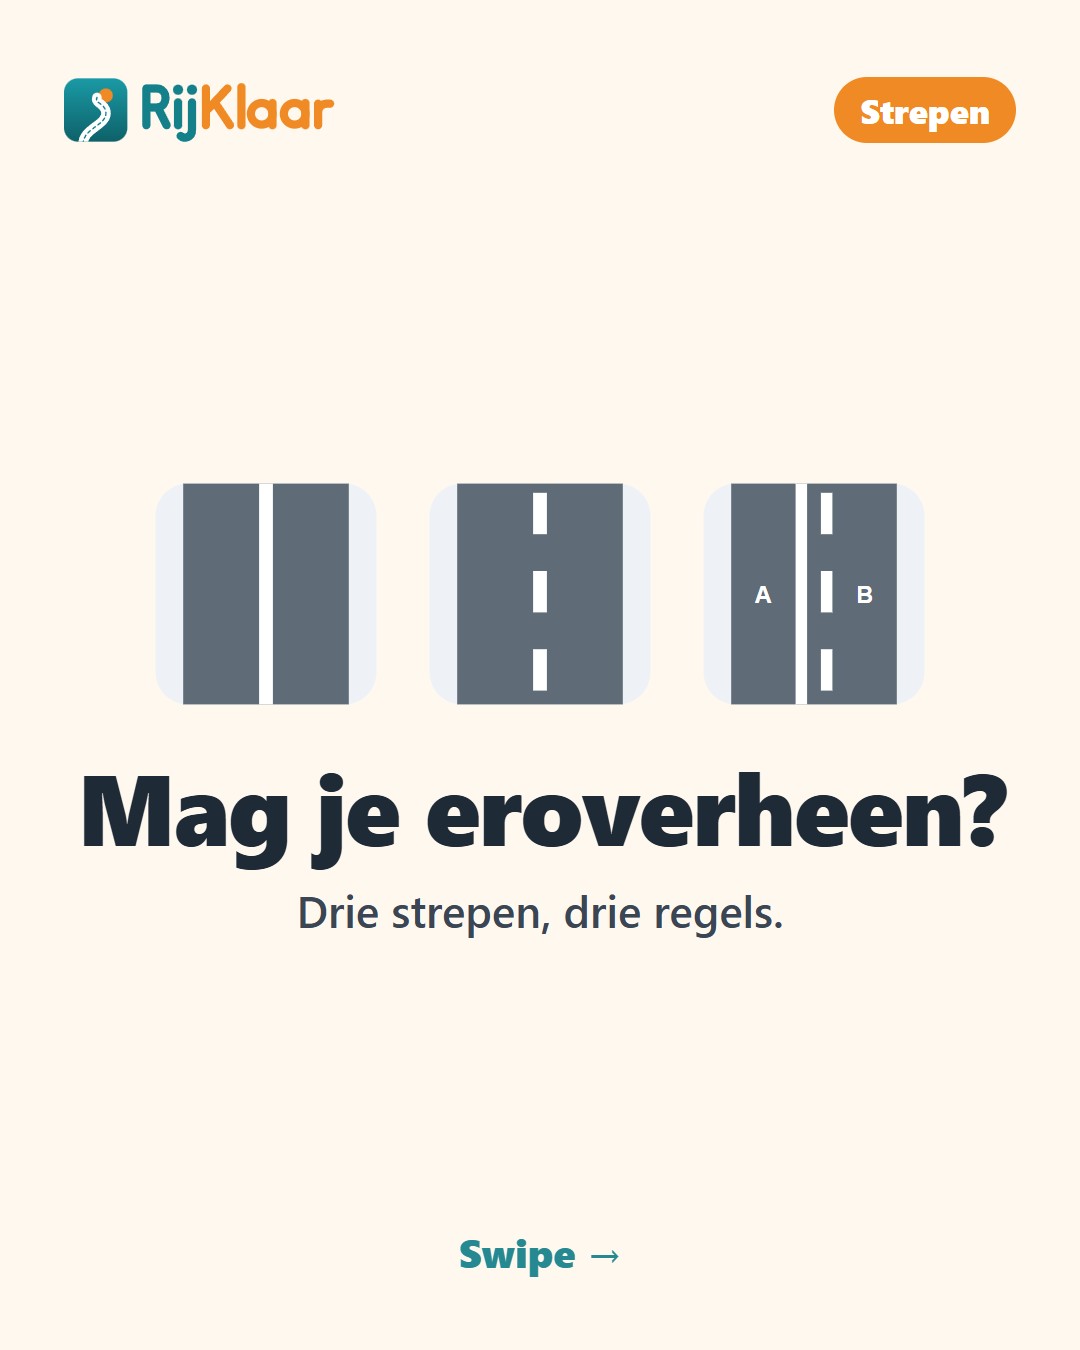 RijKlaar
Strepen
A
B
Mag je eroverheen?
Drie strepen, drie regels.
Swipe →